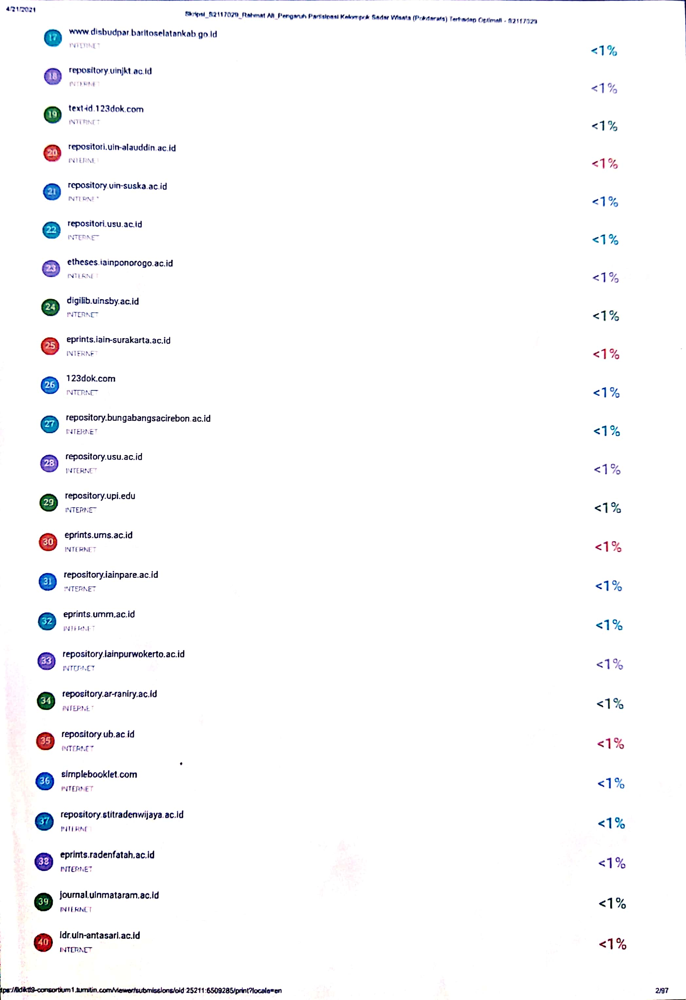 4/21/2021
Skripsi_S2117029_Rahmat Ali_Pengaruh Partisipasi Kelompok Sadar Wisata (Pokdarwis) Terhadap Optimali - S2117029
17 www.disbudpar.baritoselatankab.go.id
INTERNET
<1%
18 repository.uinjkt.ac.id
INTERNET
<1%
19 text-id.123dok.com
INTERNET
<1%
20 repositori.uin-alauddin.ac.id
INTERNET
<1%
21 repository.uin-suska.ac.id
INTERNET
<1%
22 repositori.usu.ac.id
INTERNET
<1%
23 etheses.iainponorogo.ac.id
INTERNET
<1%
24 digilib.uinsby.ac.id
INTERNET
<1%
25 eprints.iain-surakarta.ac.id
INTERNET
<1%
26 123dok.com
INTERNET
<1%
27 repository.bungabangsacirebon.ac.id
INTERNET
<1%
28 repository.usu.ac.id
INTERNET
<1%
29 repository.upi.edu
INTERNET
<1%
30 eprints.ums.ac.id
INTERNET
<1%
31 repository.iainpare.ac.id
INTERNET
<1%
32 eprints.umm.ac.id
INTERNET
<1%
33 repository.iainpurwokerto.ac.id
INTERNET
<1%
34 repository.ar-raniry.ac.id
INTERNET
<1%
35 repository.ub.ac.id
INTERNET
<1%
36 simplebooklet.com
INTERNET
<1%
37 repository.stitradenwijaya.ac.id
INTERNET
<1%
38 eprints.radenfatah.ac.id
INTERNET
<1%
39 journal.uinmataram.ac.id
INTERNET
<1%
40 idr.uin-antasari.ac.id
INTERNET
<1%
tps://lldikti9-consortium1.turnitin.com/viewer/submissions/oid:25211:6509285/print?locale=en
2/97